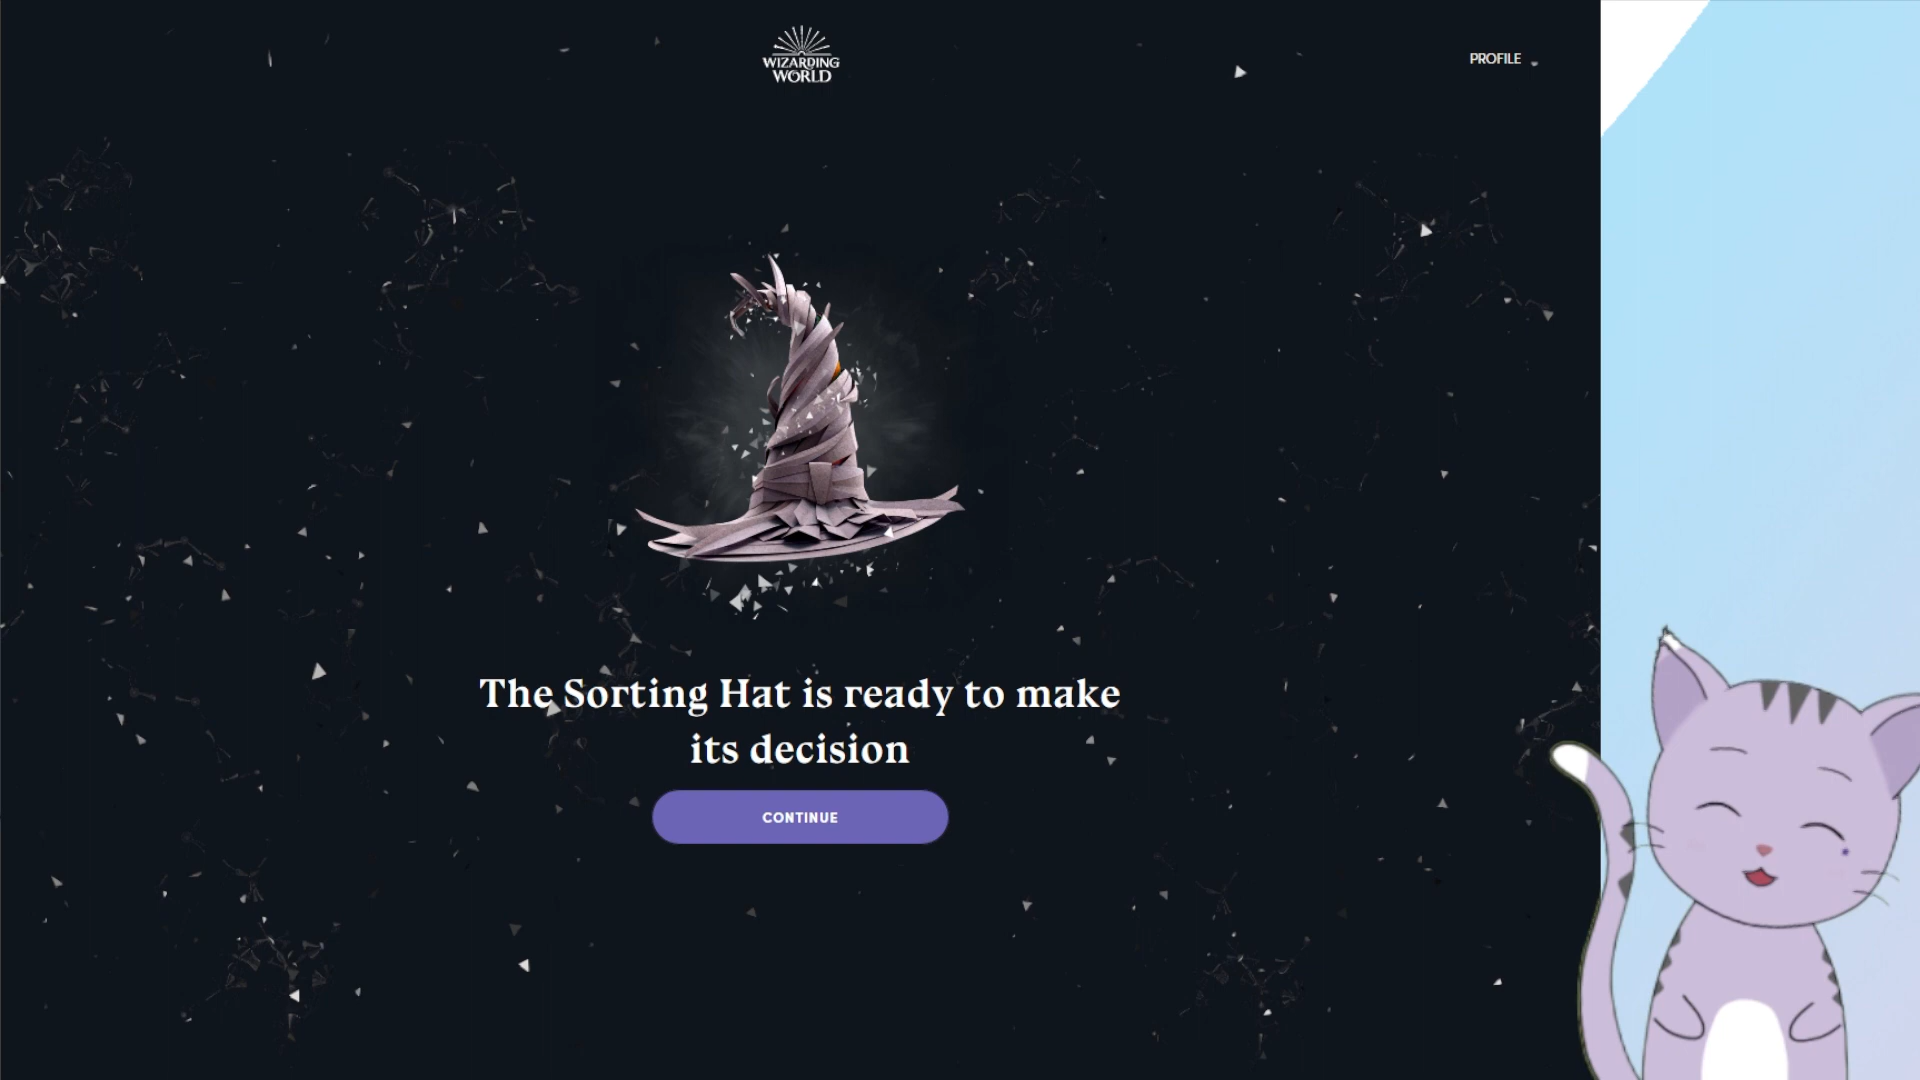 WIZARDING
WORLD
PROFILE
The Sorting Hat is ready to make
its decision
CONTINUE